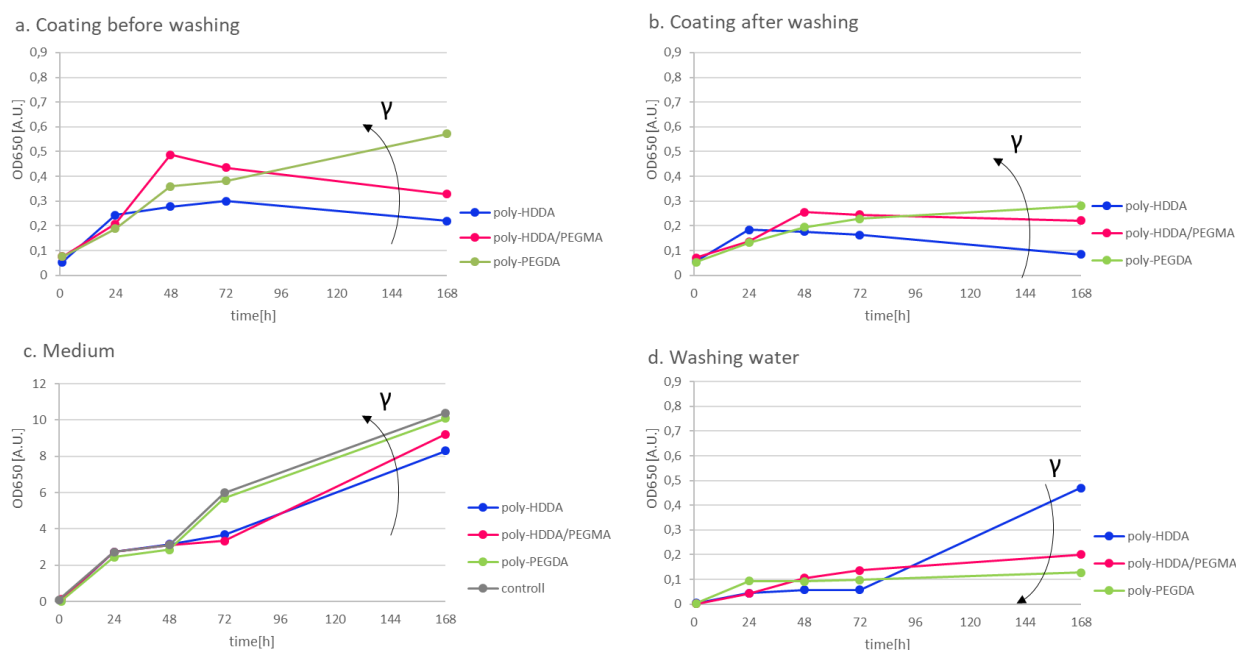 a. Coating before washing
0,9
0,8
0,7
0,6
0,5
0,4
0,3
0,2
0,1
0
OD650 [A.U.]
γ
0 24 48 72 96 120 144 168
time[h]
poly-HDDA
poly-HDDA/PEGMA
poly-PEGDA
b. Coating after washing
0,9
0,8
0,7
0,6
0,5
0,4
0,3
0,2
0,1
0
OD650 [A.U.]
γ
0 24 48 72 96 120 144 168
time[h]
poly-HDDA
poly-HDDA/PEGMA
poly-PEGDA
c. Medium
12
10
8
6
4
2
0
OD650 [A.U.]
γ
0 24 48 72 96 120 144 168
time[h]
poly-HDDA
poly-HDDA/PEGMA
poly-PEGDA
controll
d. Washing water
0,9
0,8
0,7
0,6
0,5
0,4
0,3
0,2
0,1
0
OD650 [A.U.]
γ
0 24 48 72 96 120 144 168
time[h]
poly-HDDA
poly-HDDA/PEGMA
poly-PEGDA